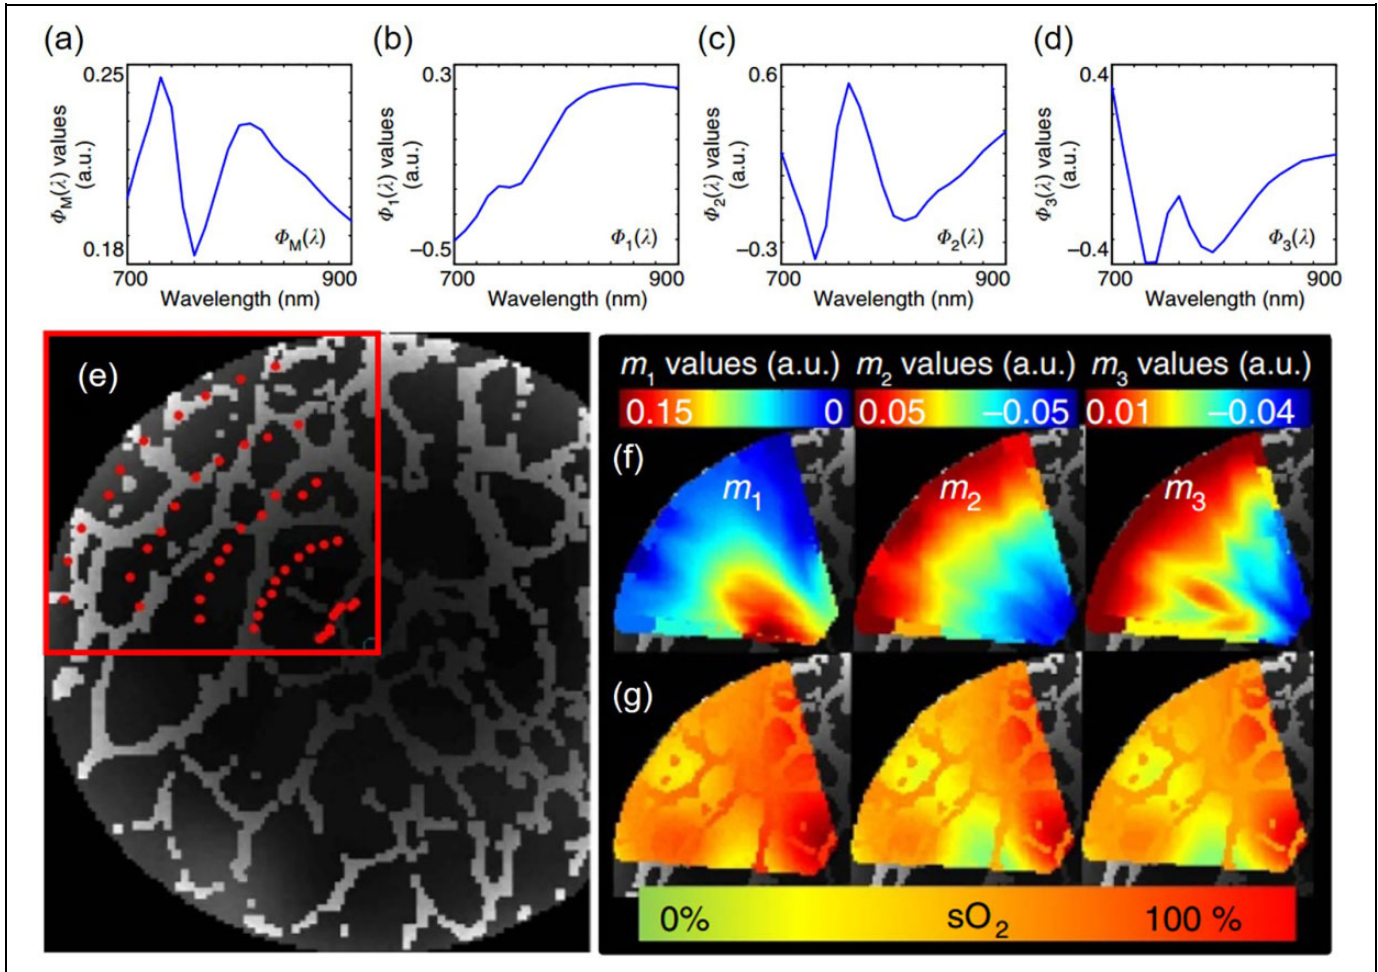 (a) (b) (c) (d)
0.25 0.3 0.6 0.4
ΦM(λ) values (a.u.)
Φ1(λ) values (a.u.)
Φ2(λ) values (a.u.)
Φ3(λ) values (a.u.)
ΦM(λ) Φ1(λ) Φ2(λ) Φ3(λ)
0.18 −0.5 −0.3 −0.4
700 900 700 900 700 900 700 900
Wavelength (nm) Wavelength (nm) Wavelength (nm) Wavelength (nm)
(e)
m1 values (a.u.) m2 values (a.u.) m3 values (a.u.)
0.15 0 0.05 −0.05 0.01 −0.04
(f)
m1 m2 m3
(g)
0% sO2 100 %